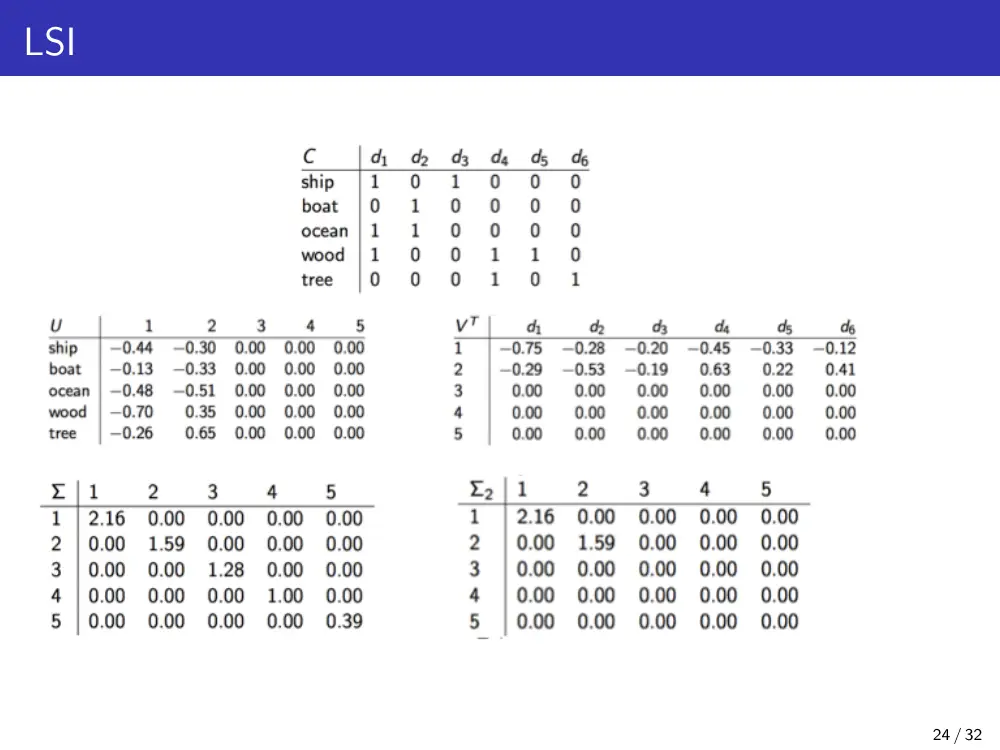 LSI
C d1 d2 d3 d4 d5 d6
ship 1 0 1 0 0 0
boat 0 1 0 0 0 0
ocean 1 1 0 0 0 0
wood 1 0 0 1 1 0
tree 0 0 0 1 0 1
U 1 2 3 4 5
ship −0.44 −0.30 0.00 0.00 0.00
boat −0.13 −0.33 0.00 0.00 0.00
ocean −0.48 −0.51 0.00 0.00 0.00
wood −0.70 0.35 0.00 0.00 0.00
tree −0.26 0.65 0.00 0.00 0.00
V^T d1 d2 d3 d4 d5 d6
1 −0.75 −0.28 −0.20 −0.45 −0.33 −0.12
2 −0.29 −0.53 −0.19 0.63 0.22 0.41
3 0.00 0.00 0.00 0.00 0.00 0.00
4 0.00 0.00 0.00 0.00 0.00 0.00
5 0.00 0.00 0.00 0.00 0.00 0.00
Σ 1 2 3 4 5
1 2.16 0.00 0.00 0.00 0.00
2 0.00 1.59 0.00 0.00 0.00
3 0.00 0.00 1.28 0.00 0.00
4 0.00 0.00 0.00 1.00 0.00
5 0.00 0.00 0.00 0.00 0.39
Σ2 1 2 3 4 5
1 2.16 0.00 0.00 0.00 0.00
2 0.00 1.59 0.00 0.00 0.00
3 0.00 0.00 0.00 0.00 0.00
4 0.00 0.00 0.00 0.00 0.00
5 0.00 0.00 0.00 0.00 0.00
24 / 32